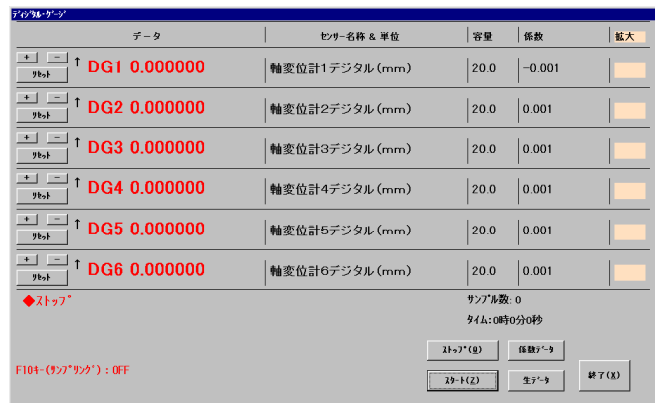 ディジタル・ゲージ
データ センサー名称 & 単位 容量 係数 拡大
+ - ↑ DG1 0.000000 軸変位計1デジタル(mm) 20.0 -0.001
リセット
+ - ↑ DG2 0.000000 軸変位計2デジタル(mm) 20.0 0.001
リセット
+ - ↑ DG3 0.000000 軸変位計3デジタル(mm) 20.0 0.001
リセット
+ - ↑ DG4 0.000000 軸変位計4デジタル(mm) 20.0 0.001
リセット
+ - ↑ DG5 0.000000 軸変位計5デジタル(mm) 20.0 0.001
リセット
+ - ↑ DG6 0.000000 軸変位計6デジタル(mm) 20.0 0.001
リセット
◆ストップ サンプル数: 0
タイム:0時0分0秒
ストップ(Q) 係数データ
F104-(サンプリング) : OFF
スタート(Z) 生データ 終了(X)